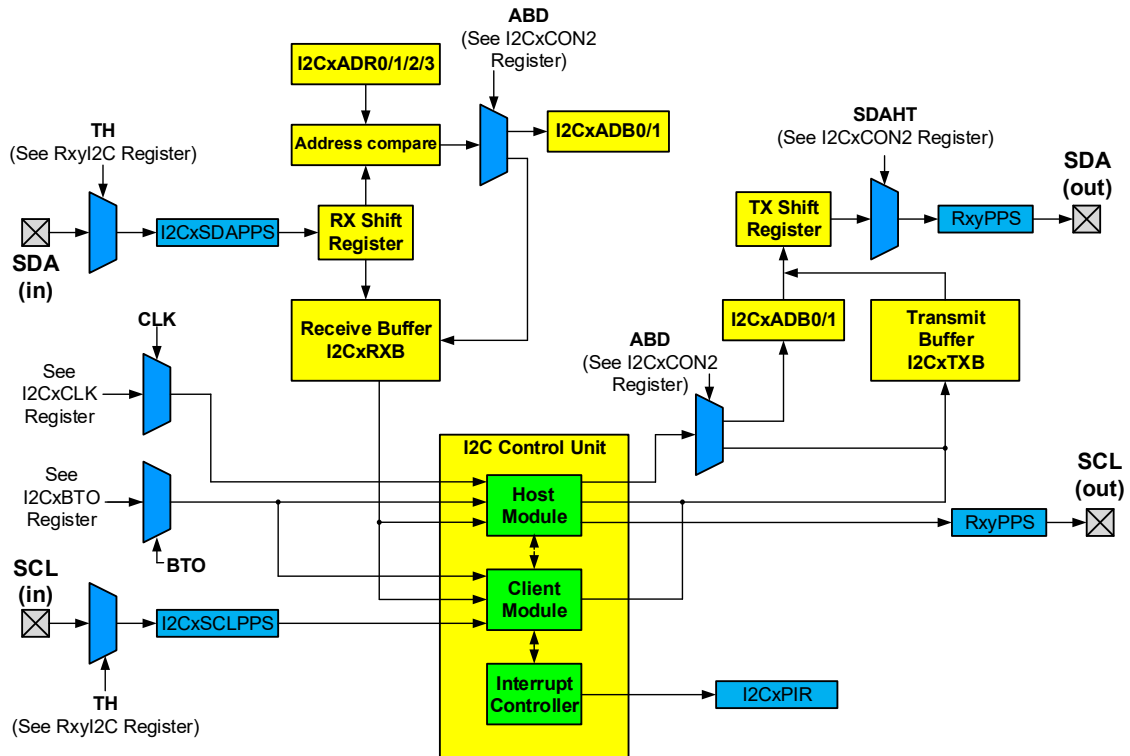 ABD
(See I2CxCON2
Register)
I2CxADR0/1/2/3
TH
(See RxyI2C Register)
Address compare
I2CxADB0/1
SDAHT
(See I2CxCON2 Register)
SDA
(out)
I2CxSDAPPS
RX Shift
Register
TX Shift
Register
RxyPPS
SDA
(in)
CLK
Receive Buffer
I2CxRXB
I2CxADB0/1
Transmit
Buffer
I2CxTXB
ABD
(See I2CxCON2
Register)
See
I2CxCLK
Register
I2C Control Unit
See
I2CxBTO
Register
Host
Module
SCL
(out)
RxyPPS
BTO
SCL
(in)
Client
Module
I2CxSCLPPS
Interrupt
Controller
I2CxPIR
TH
(See RxyI2C Register)